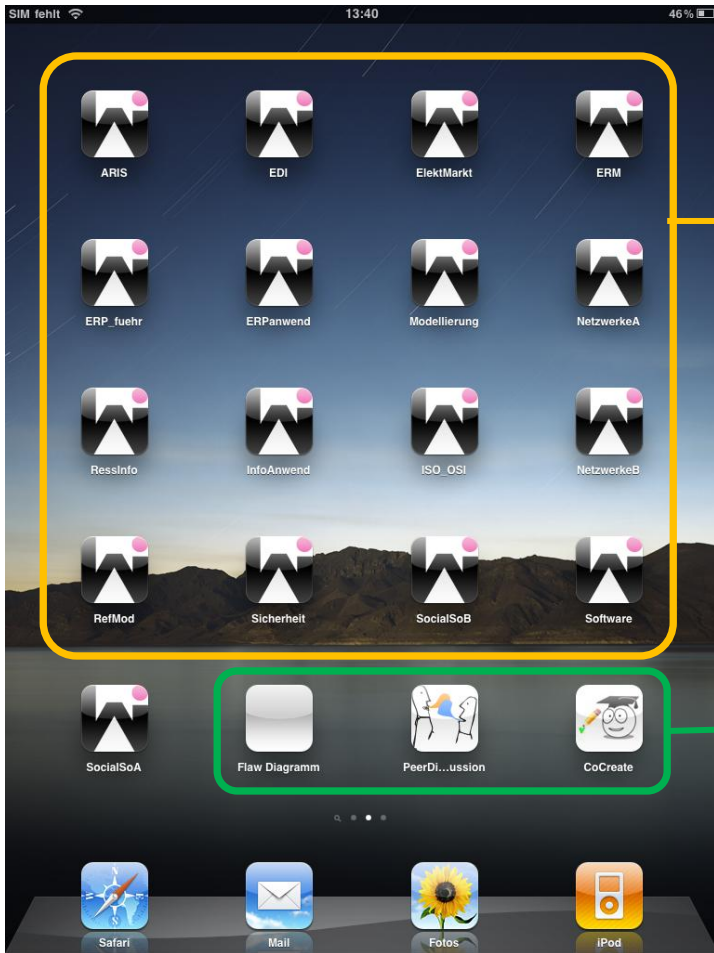 SIM fehlt 13:40 46%
ARIS EDI ElektMarkt ERM
ERP_fuehr ERPanwend Modellierung NetzwerkeA
RessInfo InfoAnwend ISO_OSI NetzwerkeB
RefMod Sicherheit SocialSoB Software
SocialSoA Flaw Diagramm PeerDi...ussion CoCreate
Safari Mail Fotos iPod